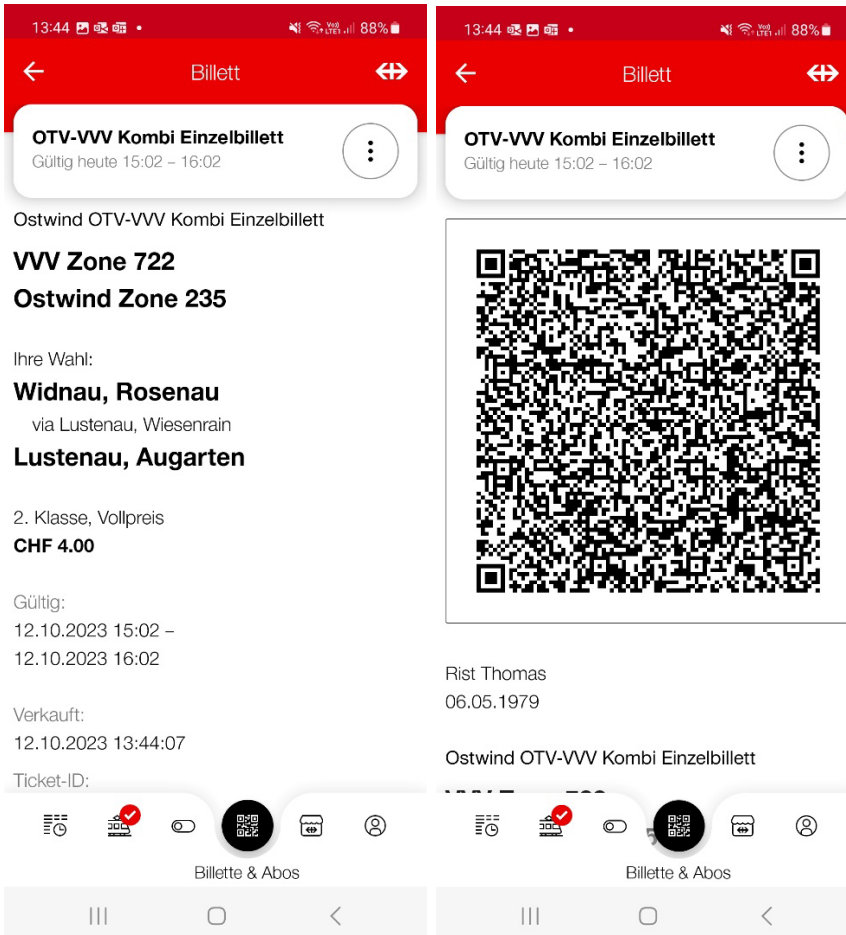 13:44
88%
Billett
OTV-VVV Kombi Einzelbillett
Gültig heute 15:02 – 16:02
Ostwind OTV-VVV Kombi Einzelbillett
VVV Zone 722
Ostwind Zone 235
Ihre Wahl:
Widnau, Rosenau
via Lustenau, Wiesenrain
Lustenau, Augarten
2. Klasse, Vollpreis
CHF 4.00
Gültig:
12.10.2023 15:02 –
12.10.2023 16:02
Verkauft:
12.10.2023 13:44:07
Ticket-ID:
Billette & Abos
13:44
88%
Billett
OTV-VVV Kombi Einzelbillett
Gültig heute 15:02 – 16:02
Rist Thomas
06.05.1979
Ostwind OTV-VVV Kombi Einzelbillett
Billette & Abos